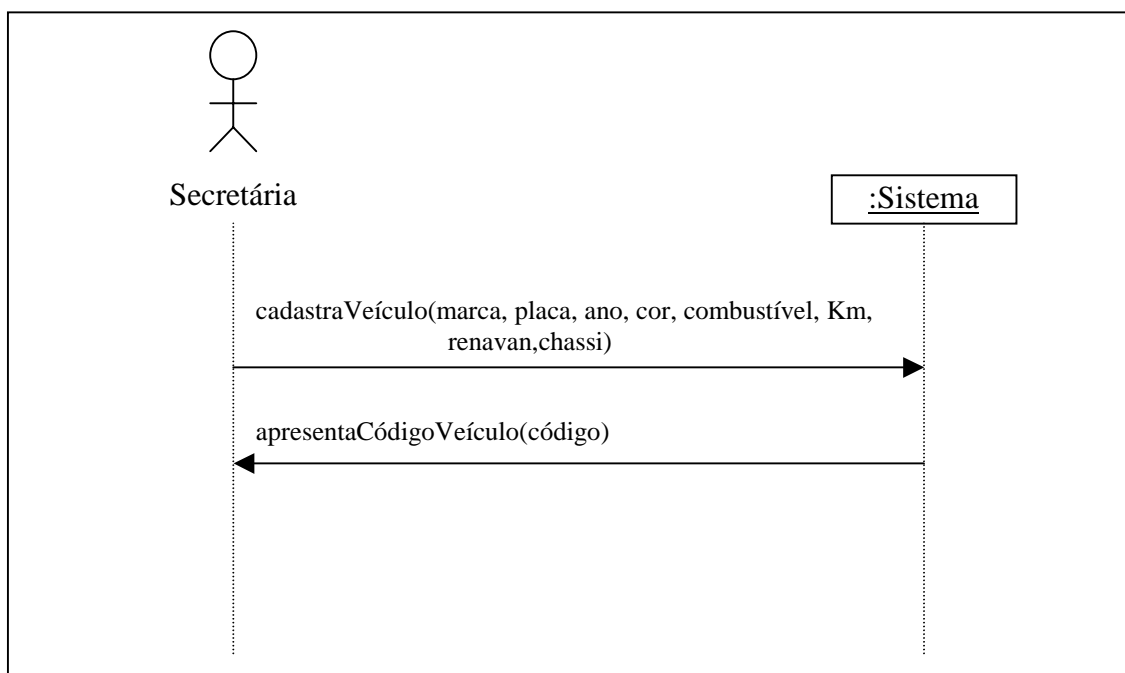 Secretária
:Sistema
cadastraVeículo(marca, placa, ano, cor, combustível, Km,
renavan,chassi)
apresentaCódigoVeículo(código)